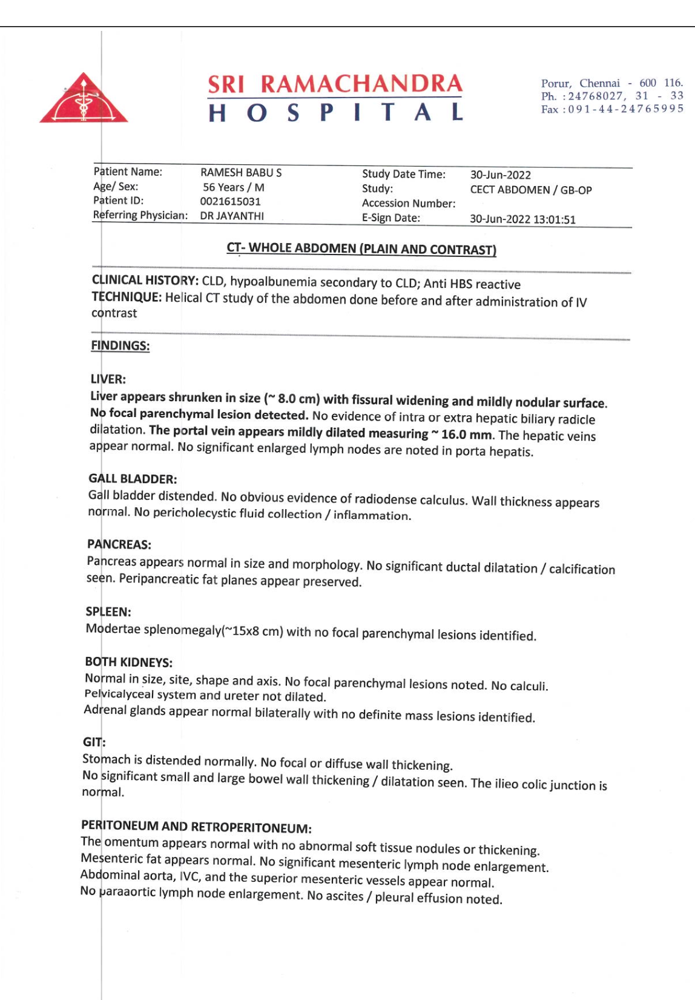 SRI RAMACHANDRA
HOSPITAL
Porur, Chennai - 600 116.
Ph. : 24768027, 31 - 33
Fax : 091-44-24765995
Patient Name: RAMESH BABU S Study Date Time: 30-Jun-2022
Age/ Sex: 56 Years / M Study: CECT ABDOMEN / GB-OP
Patient ID: 0021615031 Accession Number:
Referring Physician: DR JAYANTHI E-Sign Date: 30-Jun-2022 13:01:51
CT- WHOLE ABDOMEN (PLAIN AND CONTRAST)
CLINICAL HISTORY: CLD, hypoalbunemia secondary to CLD; Anti HBS reactive
TECHNIQUE: Helical CT study of the abdomen done before and after administration of IV
contrast
FINDINGS:
LIVER:
Liver appears shrunken in size (~ 8.0 cm) with fissural widening and mildly nodular surface.
No focal parenchymal lesion detected. No evidence of intra or extra hepatic biliary radicle
dilatation. The portal vein appears mildly dilated measuring ~ 16.0 mm. The hepatic veins
appear normal. No significant enlarged lymph nodes are noted in porta hepatis.
GALL BLADDER:
Gall bladder distended. No obvious evidence of radiodense calculus. Wall thickness appears
normal. No pericholecystic fluid collection / inflammation.
PANCREAS:
Pancreas appears normal in size and morphology. No significant ductal dilatation / calcification
seen. Peripancreatic fat planes appear preserved.
SPLEEN:
Modertae splenomegaly(~15x8 cm) with no focal parenchymal lesions identified.
BOTH KIDNEYS:
Normal in size, site, shape and axis. No focal parenchymal lesions noted. No calculi.
Pelvicalyceal system and ureter not dilated.
Adrenal glands appear normal bilaterally with no definite mass lesions identified.
GIT:
Stomach is distended normally. No focal or diffuse wall thickening.
No significant small and large bowel wall thickening / dilatation seen. The ilieo colic junction is
normal.
PERITONEUM AND RETROPERITONEUM:
The omentum appears normal with no abnormal soft tissue nodules or thickening.
Mesenteric fat appears normal. No significant mesenteric lymph node enlargement.
Abdominal aorta, IVC, and the superior mesenteric vessels appear normal.
No paraaortic lymph node enlargement. No ascites / pleural effusion noted.